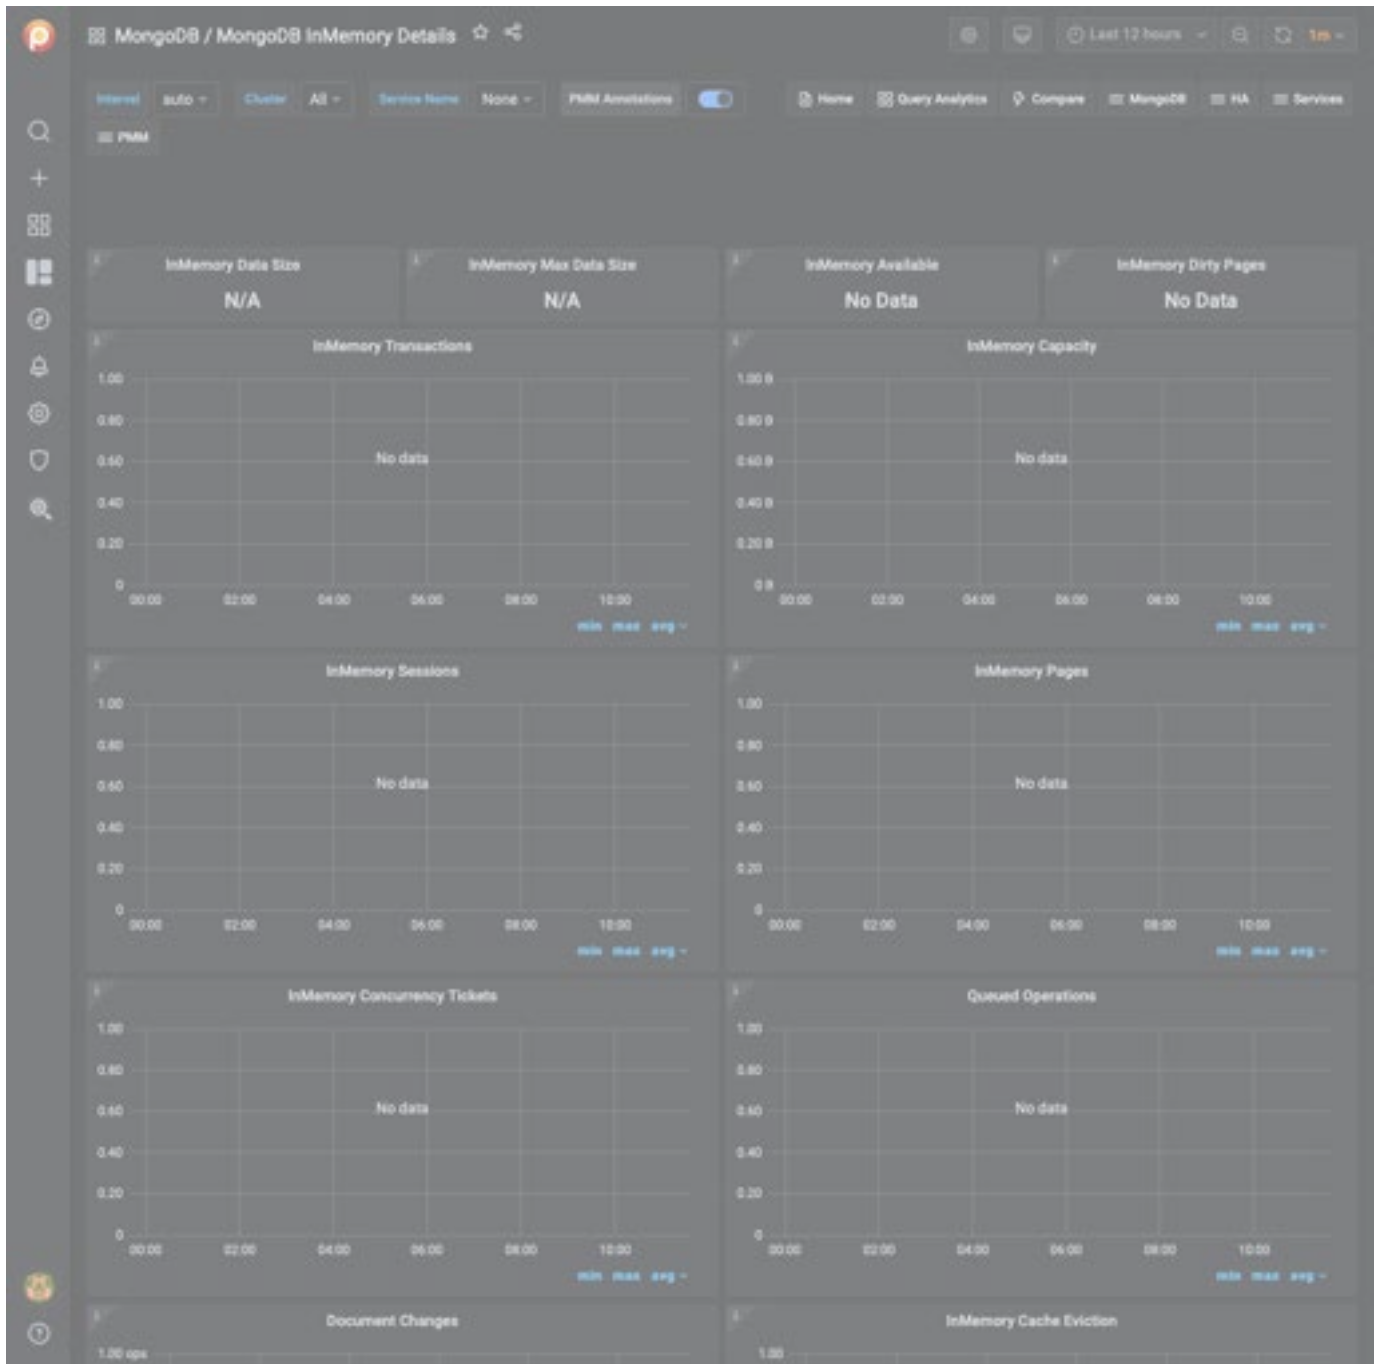 MongoDB / MongoDB InMemory Details
Last 12 hours 1m
Interval auto Cluster All Service Name None PMM Annotations Home Query Analytics Compare MongoDB HA Services
PMM
InMemory Data Size InMemory Max Data Size InMemory Available InMemory Dirty Pages
N/A N/A No Data No Data
InMemory Transactions InMemory Capacity
1.00 1.00 B
0.80 0.80 B
No data No data
0.60 0.60 B
0.40 0.40 B
0.20 0.20 B
0 0 B
00:00 02:00 04:00 06:00 08:00 10:00 00:00 02:00 04:00 06:00 08:00 10:00
min max avg min max avg
InMemory Sessions InMemory Pages
1.00 1.00
0.80 0.80
No data No data
0.60 0.60
0.40 0.40
0.20 0.20
0 0
00:00 02:00 04:00 06:00 08:00 10:00 00:00 02:00 04:00 06:00 08:00 10:00
min max avg min max avg
InMemory Concurrency Tickets Queued Operations
1.00 1.00
0.80 0.80
No data No data
0.60 0.60
0.40 0.40
0.20 0.20
0 0
00:00 02:00 04:00 06:00 08:00 10:00 00:00 02:00 04:00 06:00 08:00 10:00
min max avg min max avg
Document Changes InMemory Cache Eviction
1.00 ops 1.00